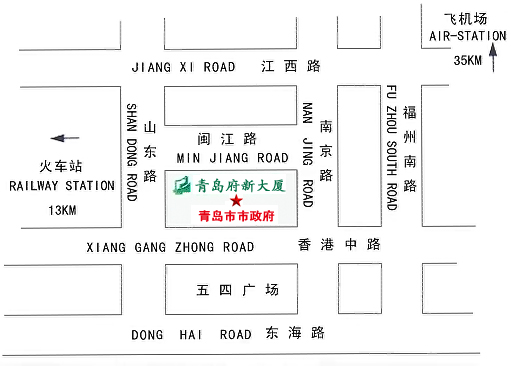 飞机场
AIR-STATION
35KM
JIANG XI ROAD 江西路
SHAN DONG ROAD
山东路
闽江路
MIN JIANG ROAD
NAN JING ROAD
南京路
FU ZHOU SOUTH ROAD
福州南路
火车站
RAILWAY STATION
13KM
青岛府新大厦
青岛市市政府
XIANG GANG ZHONG ROAD 香港中路
五四广场
DONG HAI ROAD 东海路